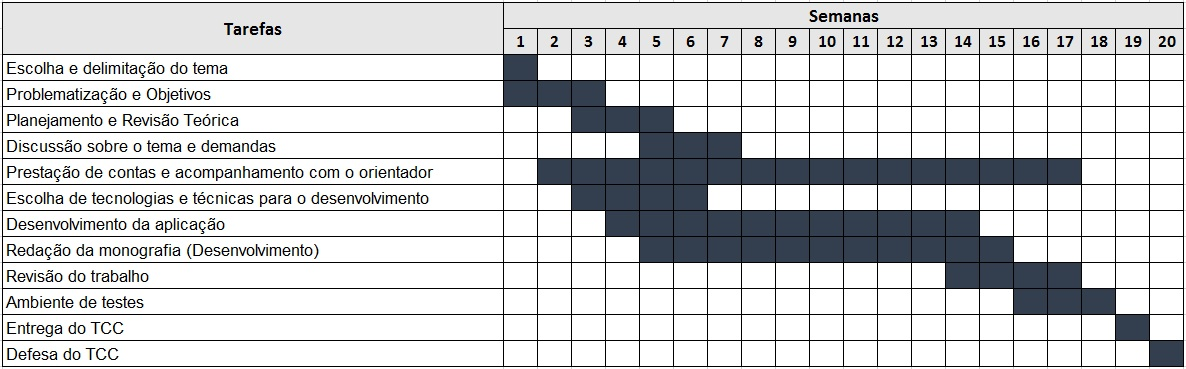 Tarefas
Semanas
1 2 3 4 5 6 7 8 9 10 11 12 13 14 15 16 17 18 19 20
Escolha e delimitação do tema
Problematização e Objetivos
Planejamento e Revisão Teórica
Discussão sobre o tema e demandas
Prestação de contas e acompanhamento com o orientador
Escolha de tecnologias e técnicas para o desenvolvimento
Desenvolvimento da aplicação
Redação da monografia (Desenvolvimento)
Revisão do trabalho
Ambiente de testes
Entrega do TCC
Defesa do TCC